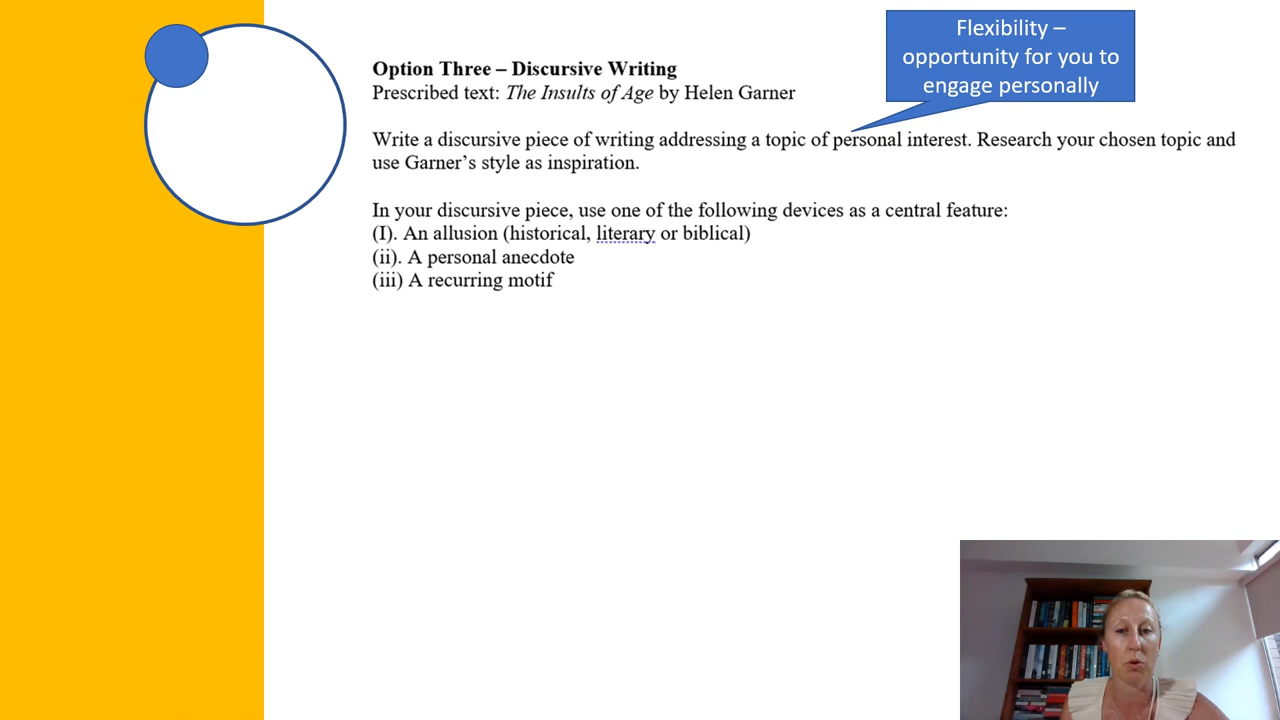 Flexibility –
opportunity for you to
engage personally
Option Three – Discursive Writing
Prescribed text: The Insults of Age by Helen Garner
Write a discursive piece of writing addressing a topic of personal interest. Research your chosen topic and
use Garner’s style as inspiration.
In your discursive piece, use one of the following devices as a central feature:
(I). An allusion (historical, literary or biblical)
(ii). A personal anecdote
(iii) A recurring motif